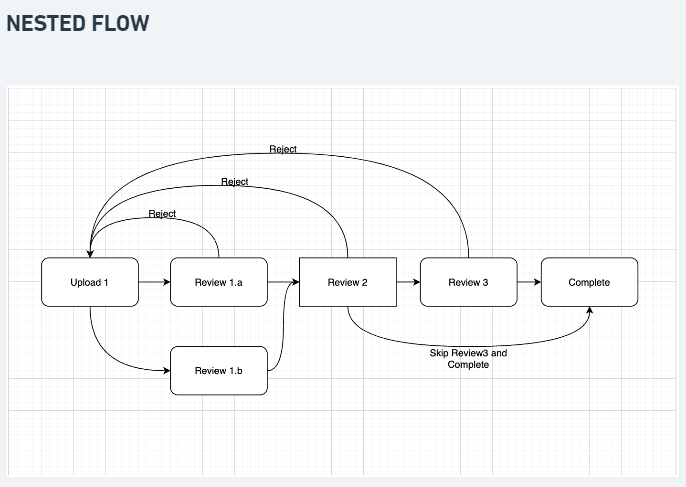 NESTED FLOW
Reject
Reject
Reject
Upload 1
Review 1.a
Review 2
Review 3
Complete
Skip Review3 and
Complete
Review 1.b